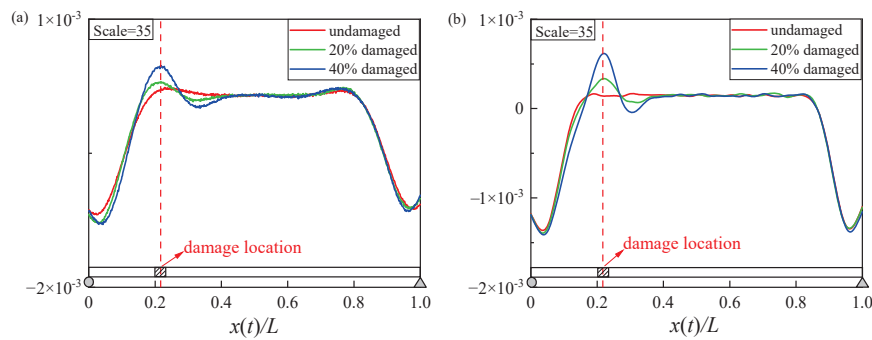 (a)
1×10⁻³
Scale=35
undamaged
20% damaged
40% damaged
damage location
−2×10⁻³
0
0.2
0.4
0.6
0.8
1.0
x(t)/L
(b)
1×10⁻³
Scale=35
undamaged
20% damaged
40% damaged
0
−1×10⁻³
damage location
−2×10⁻³
0
0.2
0.4
0.6
0.8
1.0
x(t)/L